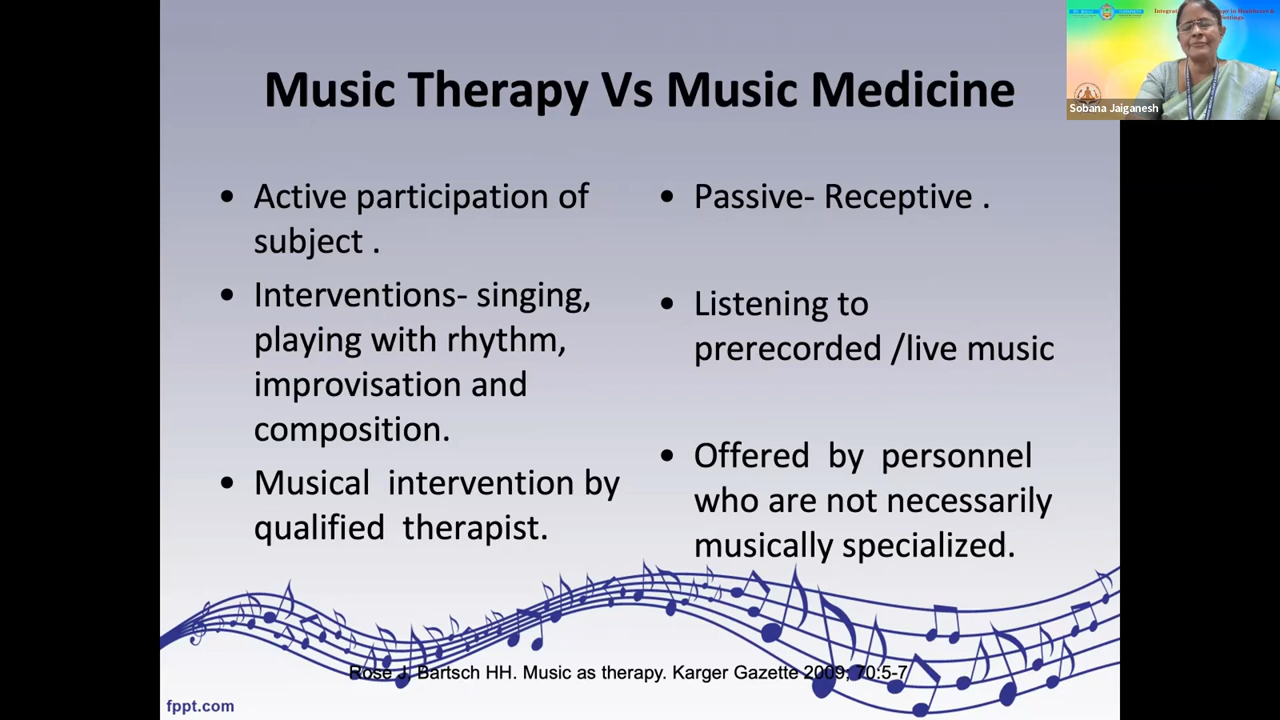 Music Therapy Vs Music Medicine
• Active participation of
subject .
• Interventions- singing,
playing with rhythm,
improvisation and
composition.
• Musical intervention by
qualified therapist.
• Passive- Receptive .
• Listening to
prerecorded /live music
• Offered by personnel
who are not necessarily
musically specialized.
Rose J, Bartsch HH. Music as therapy. Karger Gazette 2009; 70:5-7
fppt.com
Sobana Jaiganesh